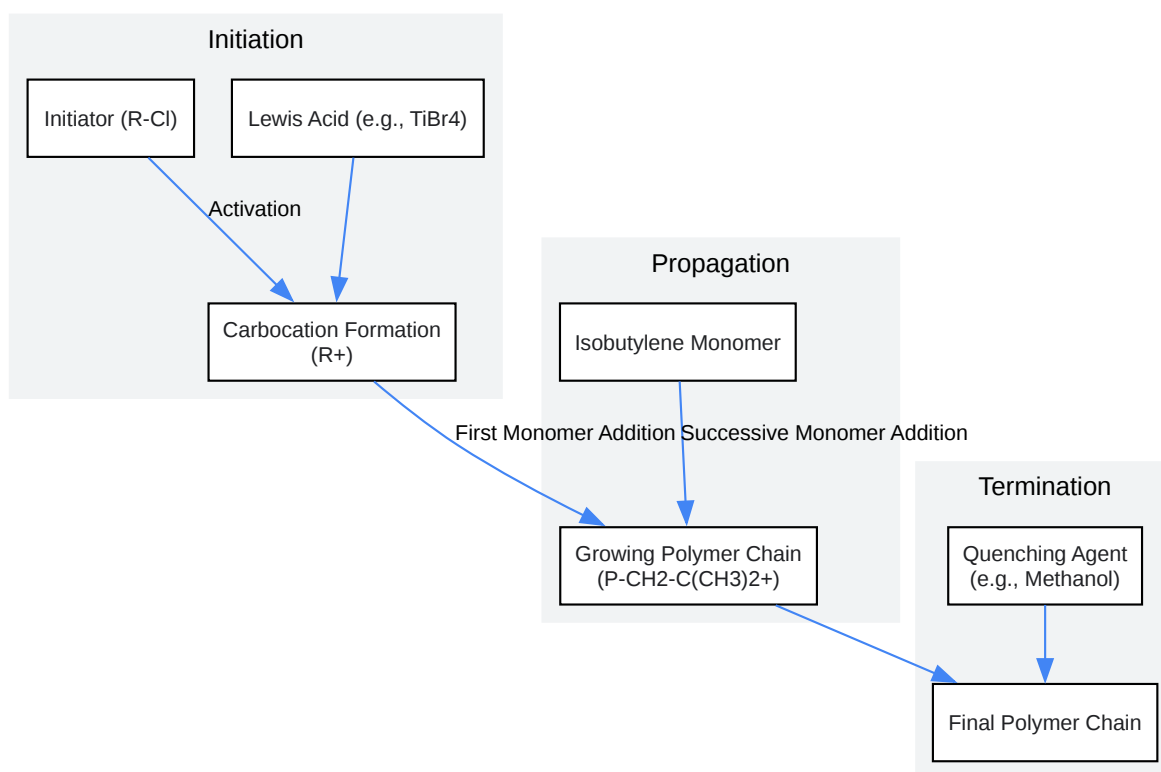 Initiation
Initiator (R-Cl)
Lewis Acid (e.g., TiBr4)
Activation
Carbocation Formation
(R+)
Propagation
Isobutylene Monomer
First Monomer Addition
Successive Monomer Addition
Growing Polymer Chain
(P-CH2-C(CH3)2+)
Termination
Quenching Agent
(e.g., Methanol)
Final Polymer Chain